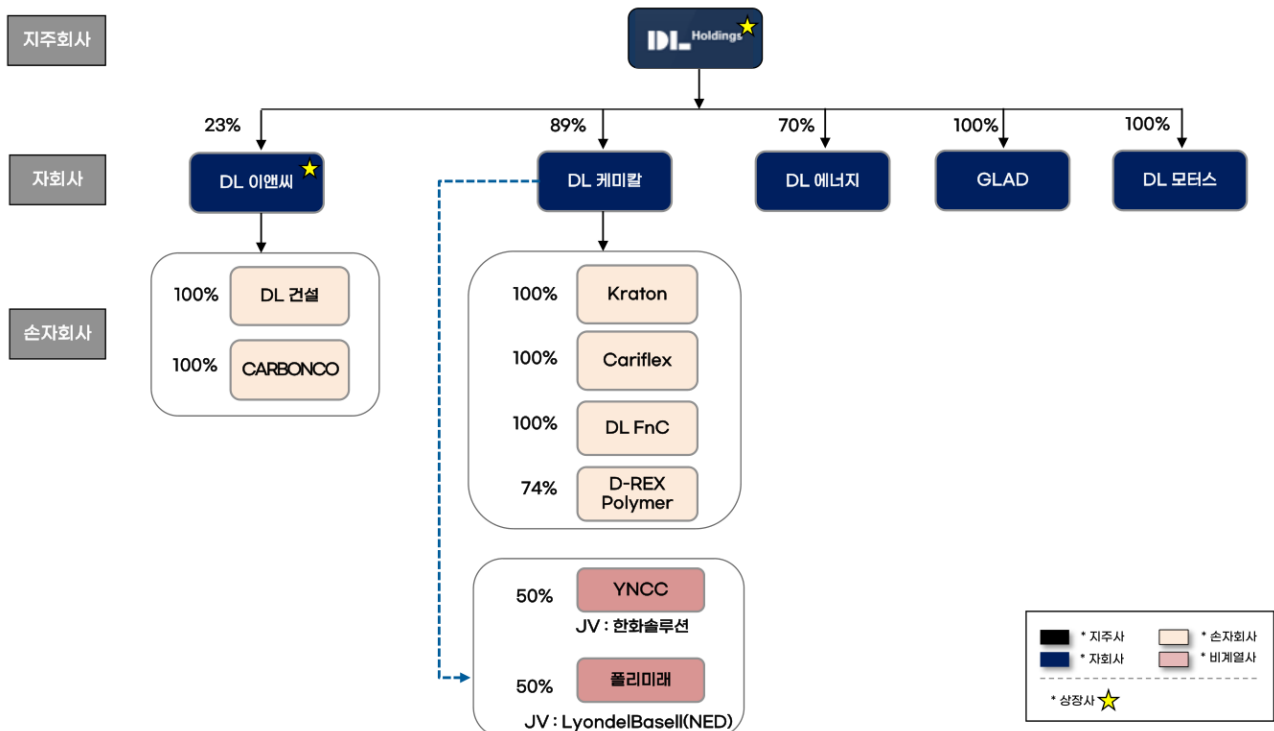 지주회사
DL Holdings
23%
89%
70%
100%
100%
자회사
DL 이앤씨
DL 케미칼
DL 에너지
GLAD
DL 모터스
손자회사
100%
DL 건설
100%
CARBONCO
100%
Kraton
100%
Cariflex
100%
DL FnC
74%
D-REX
Polymer
50%
YNCC
JV : 한화솔루션
50%
폴리미래
JV : LyondelBasell(NED)
* 지주사
* 손자회사
* 자회사
* 비계열사
* 상장사